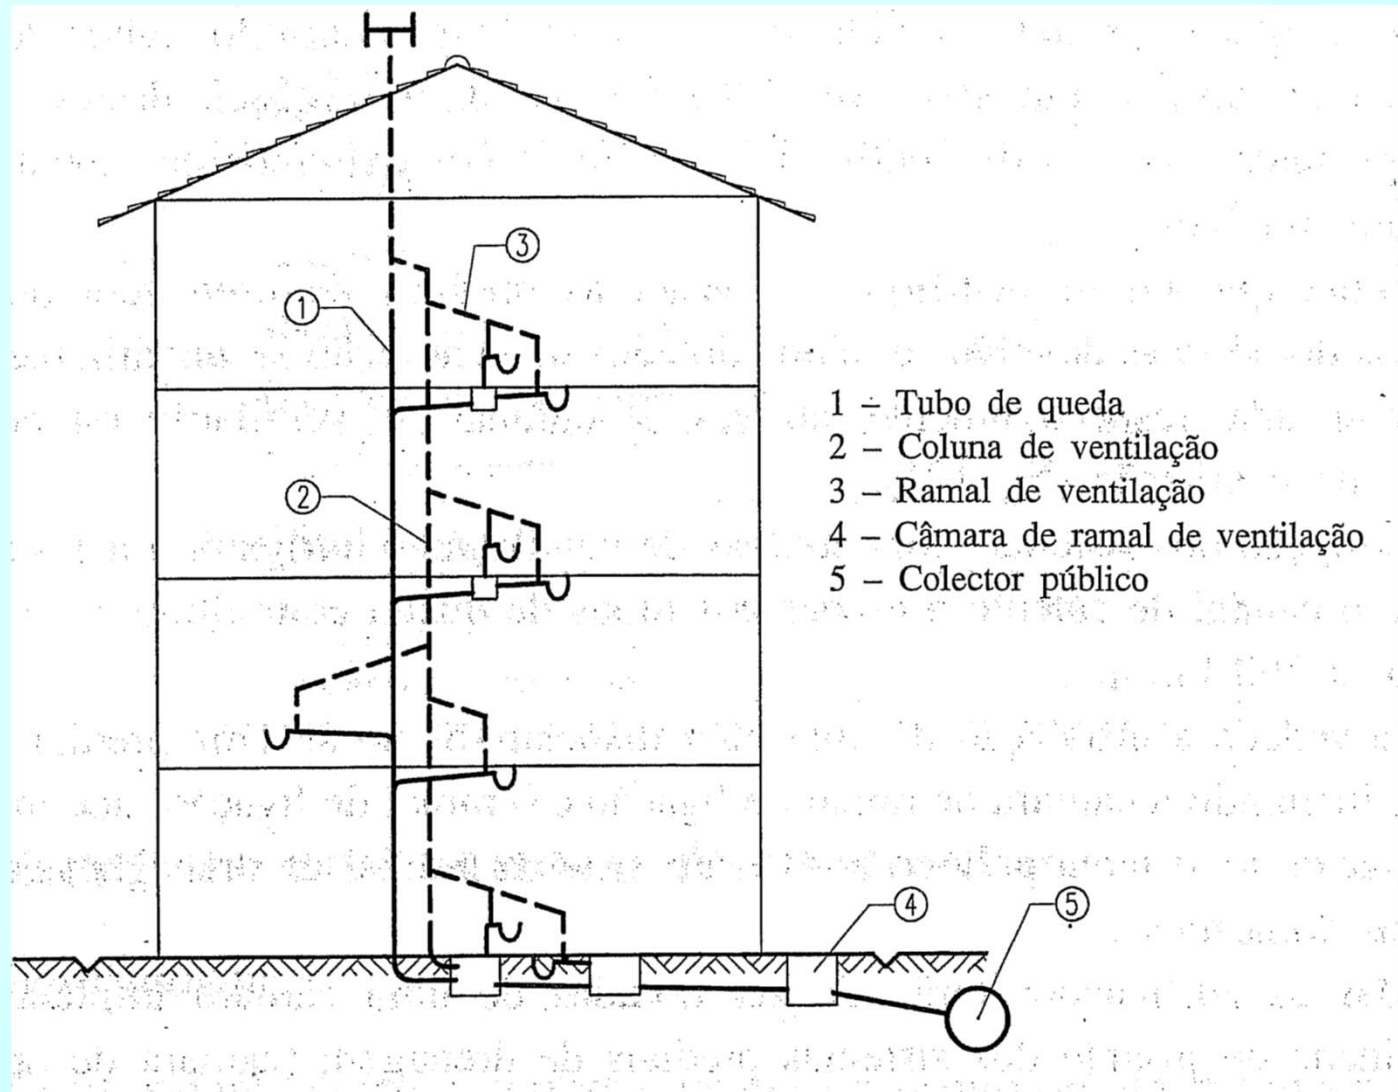 3
1
2
1 – Tubo de queda
2 – Coluna de ventilação
3 – Ramal de ventilação
4 – Câmara de ramal de ventilação
5 – Colector público
4
5